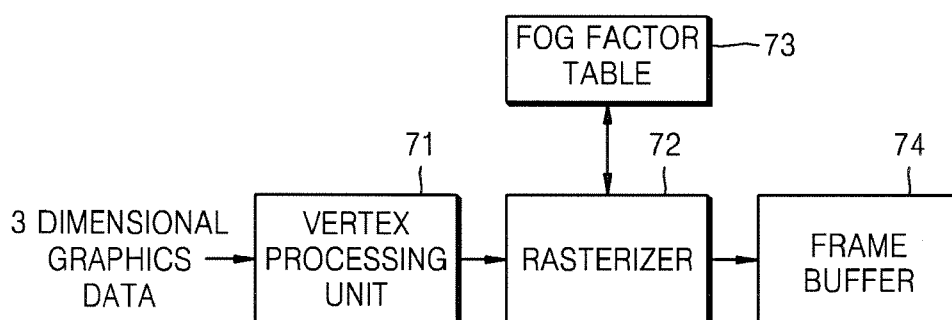 FOG FACTOR
TABLE
73
71
72
74
3 DIMENSIONAL
GRAPHICS
DATA
VERTEX
PROCESSING
UNIT
RASTERIZER
FRAME
BUFFER